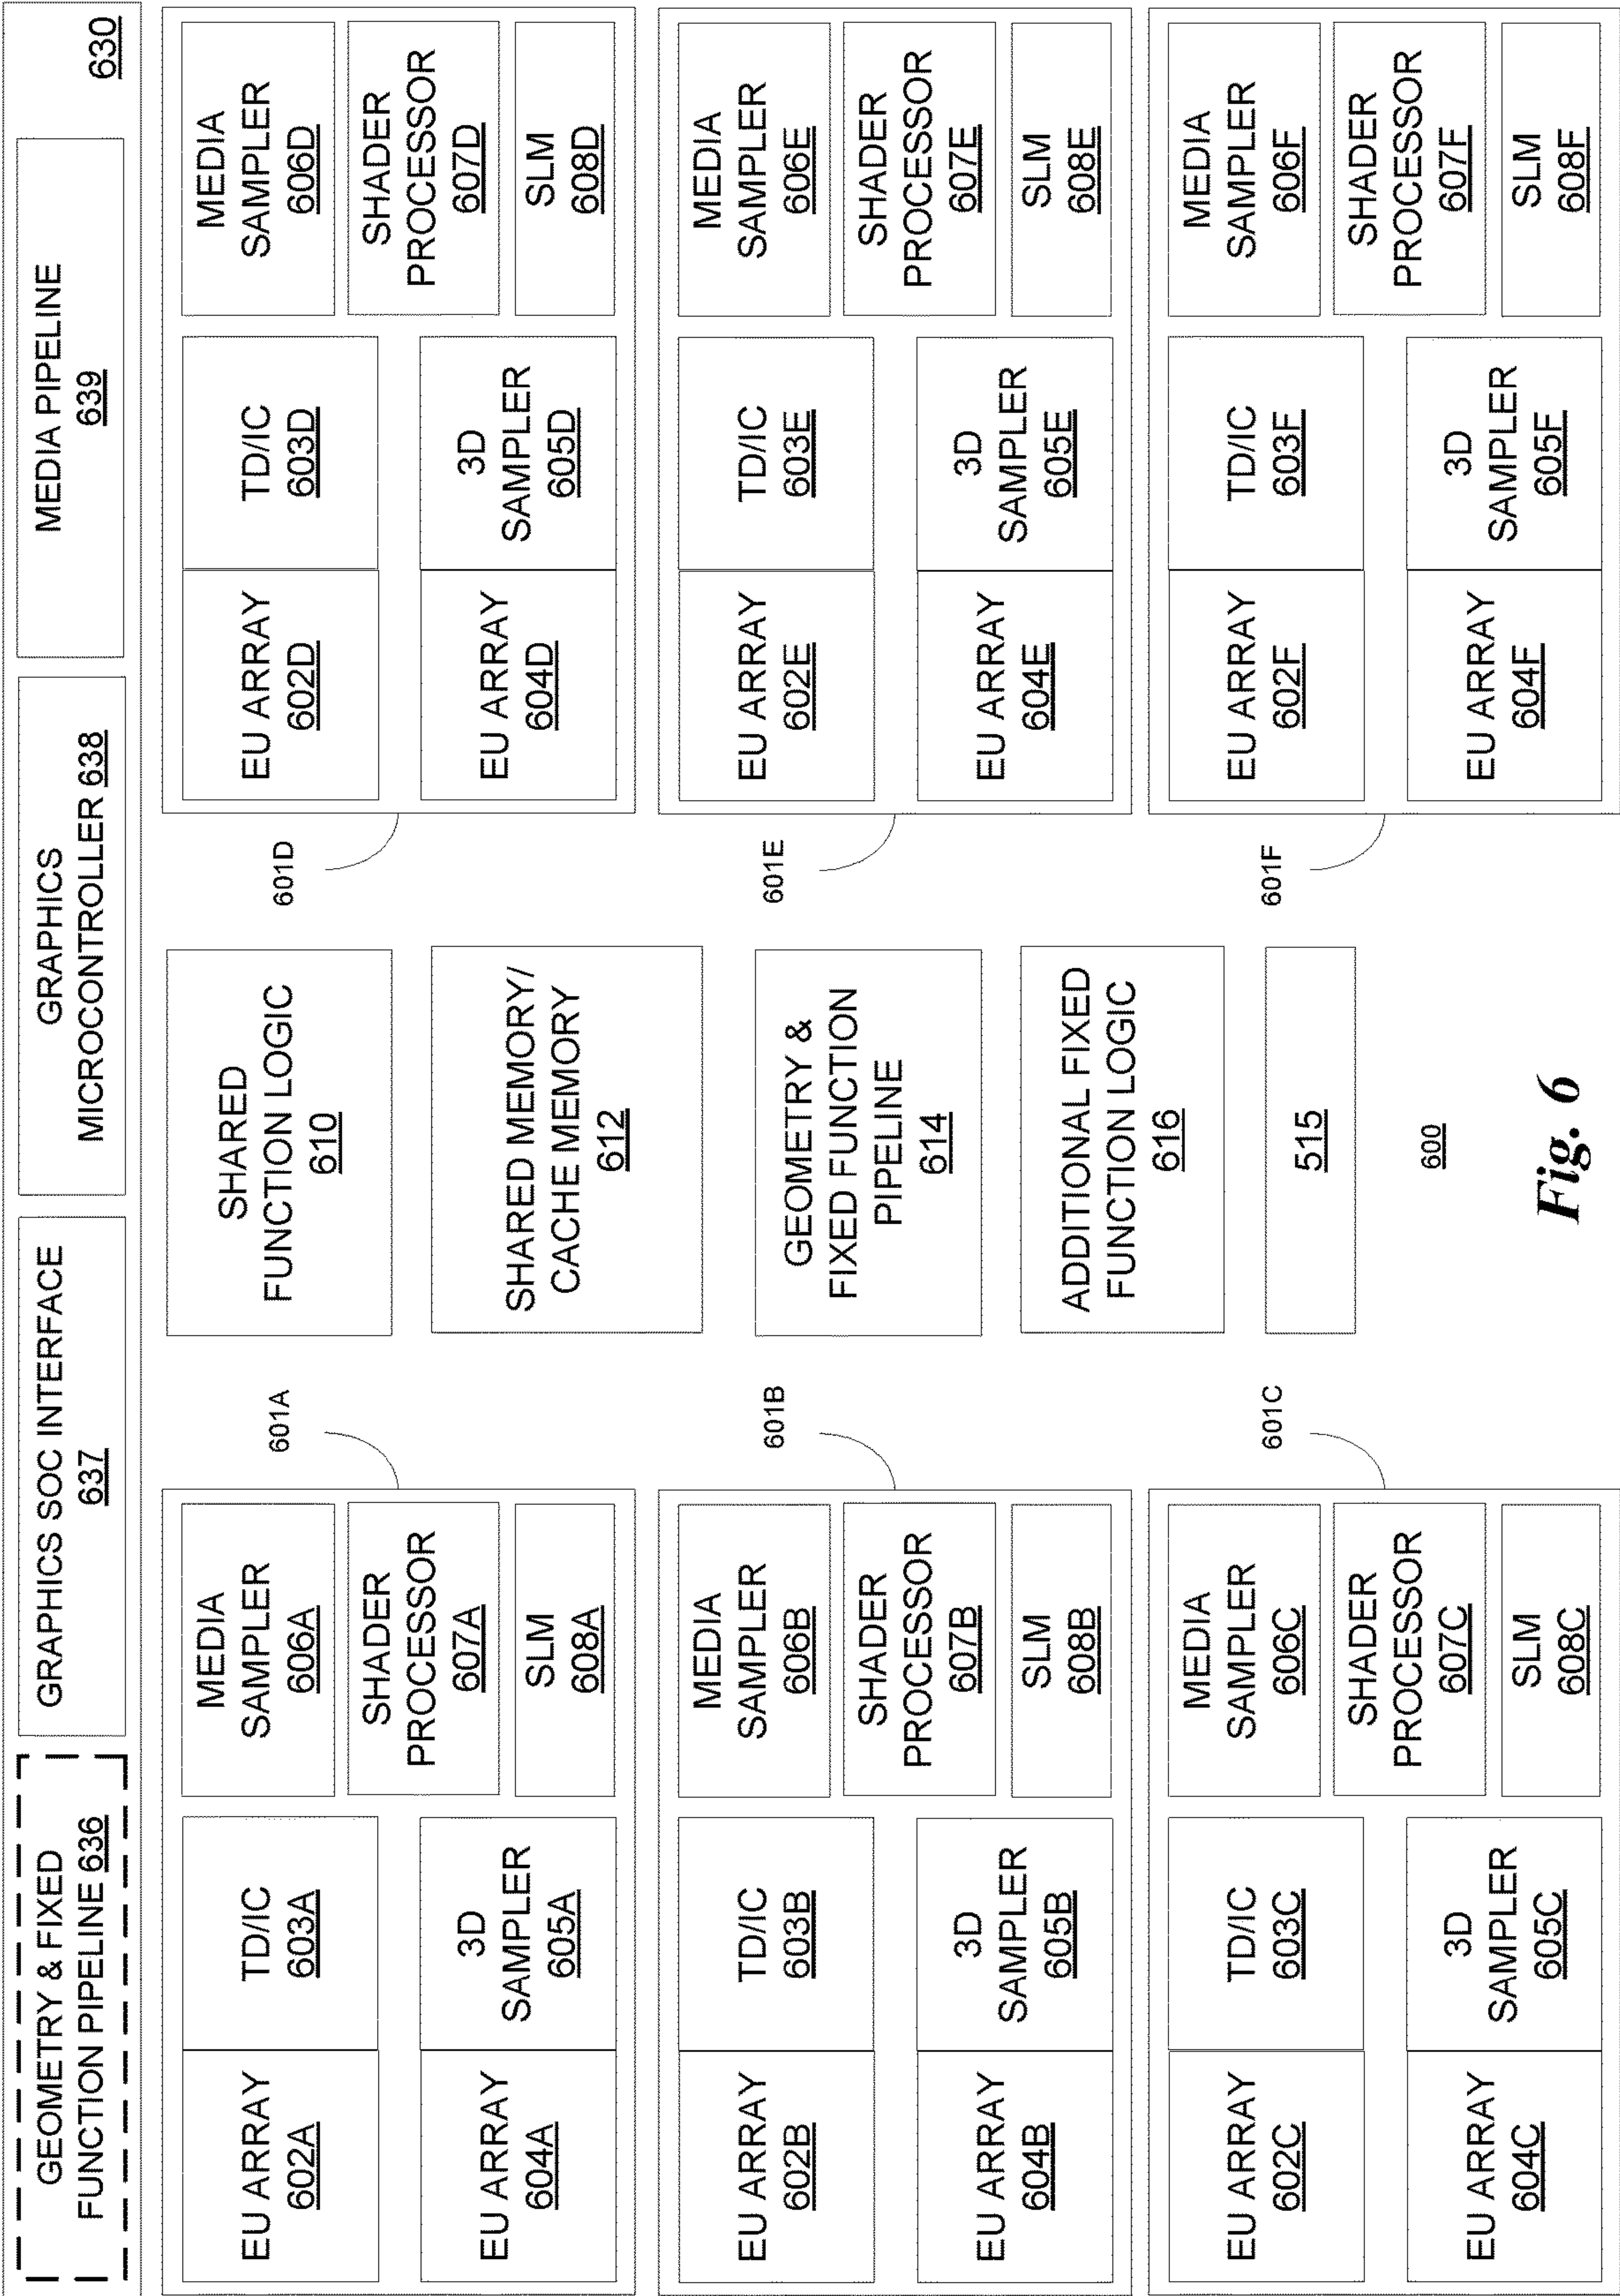 GEOMETRY & FIXED
FUNCTION PIPELINE 636
GRAPHICS SOC INTERFACE
637
GRAPHICS
MICROCONTROLLER 638
MEDIA PIPELINE
639
630
EU ARRAY
602A
TD/IC
603A
MEDIA
SAMPLER
606A
EU ARRAY
604A
3D
SAMPLER
605A
SHADER
PROCESSOR
607A
SLM
608A
601A
SHARED
FUNCTION LOGIC
610
601D
EU ARRAY
602D
TD/IC
603D
MEDIA
SAMPLER
606D
EU ARRAY
604D
3D
SAMPLER
605D
SHADER
PROCESSOR
607D
SLM
608D
SHARED MEMORY/
CACHE MEMORY
612
EU ARRAY
602B
TD/IC
603B
MEDIA
SAMPLER
606B
EU ARRAY
604B
3D
SAMPLER
605B
SHADER
PROCESSOR
607B
SLM
608B
601B
GEOMETRY &
FIXED FUNCTION
PIPELINE
614
601E
EU ARRAY
602E
TD/IC
603E
MEDIA
SAMPLER
606E
EU ARRAY
604E
3D
SAMPLER
605E
SHADER
PROCESSOR
607E
SLM
608E
ADDITIONAL FIXED
FUNCTION LOGIC
616
EU ARRAY
602C
TD/IC
603C
MEDIA
SAMPLER
606C
EU ARRAY
604C
3D
SAMPLER
605C
SHADER
PROCESSOR
607C
SLM
608C
601C
515
601F
EU ARRAY
602F
TD/IC
603F
MEDIA
SAMPLER
606F
EU ARRAY
604F
3D
SAMPLER
605F
SHADER
PROCESSOR
607F
SLM
608F
600
Fig. 6